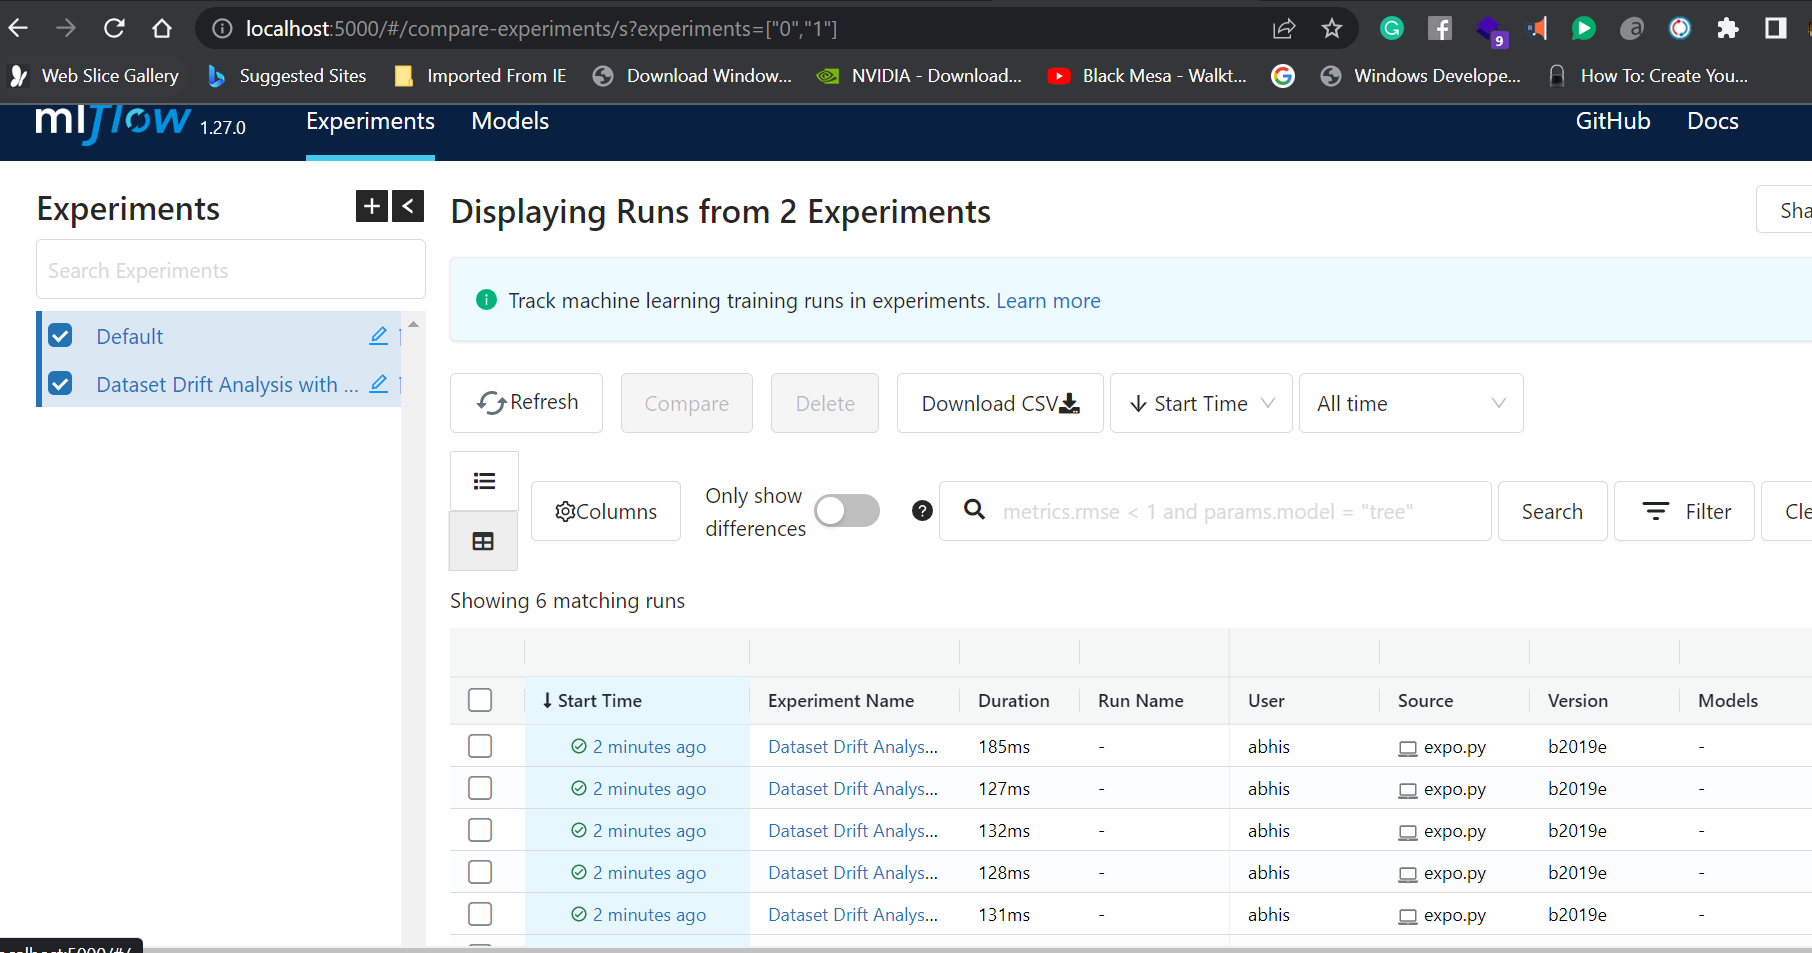 localhost:5000/#/compare-experiments/s?experiments=["0","1"]
9
Web Slice Gallery Suggested Sites Imported From IE Download Window... NVIDIA - Download... Black Mesa - Walkt... Windows Develope... How To: Create You...
mlflow 1.27.0 Experiments Models GitHub Docs
Experiments
Search Experiments
Default
Dataset Drift Analysis with ...
Displaying Runs from 2 Experiments
Sha
Track machine learning training runs in experiments. Learn more
Refresh Compare Delete Download CSV Start Time All time
Columns Only show differences metrics.rmse < 1 and params.model = "tree" Search Filter Cle
Showing 6 matching runs
Start Time Experiment Name Duration Run Name User Source Version Models
2 minutes ago Dataset Drift Analys... 185ms - abhis expo.py b2019e -
2 minutes ago Dataset Drift Analys... 127ms - abhis expo.py b2019e -
2 minutes ago Dataset Drift Analys... 132ms - abhis expo.py b2019e -
2 minutes ago Dataset Drift Analys... 128ms - abhis expo.py b2019e -
2 minutes ago Dataset Drift Analys... 131ms - abhis expo.py b2019e -